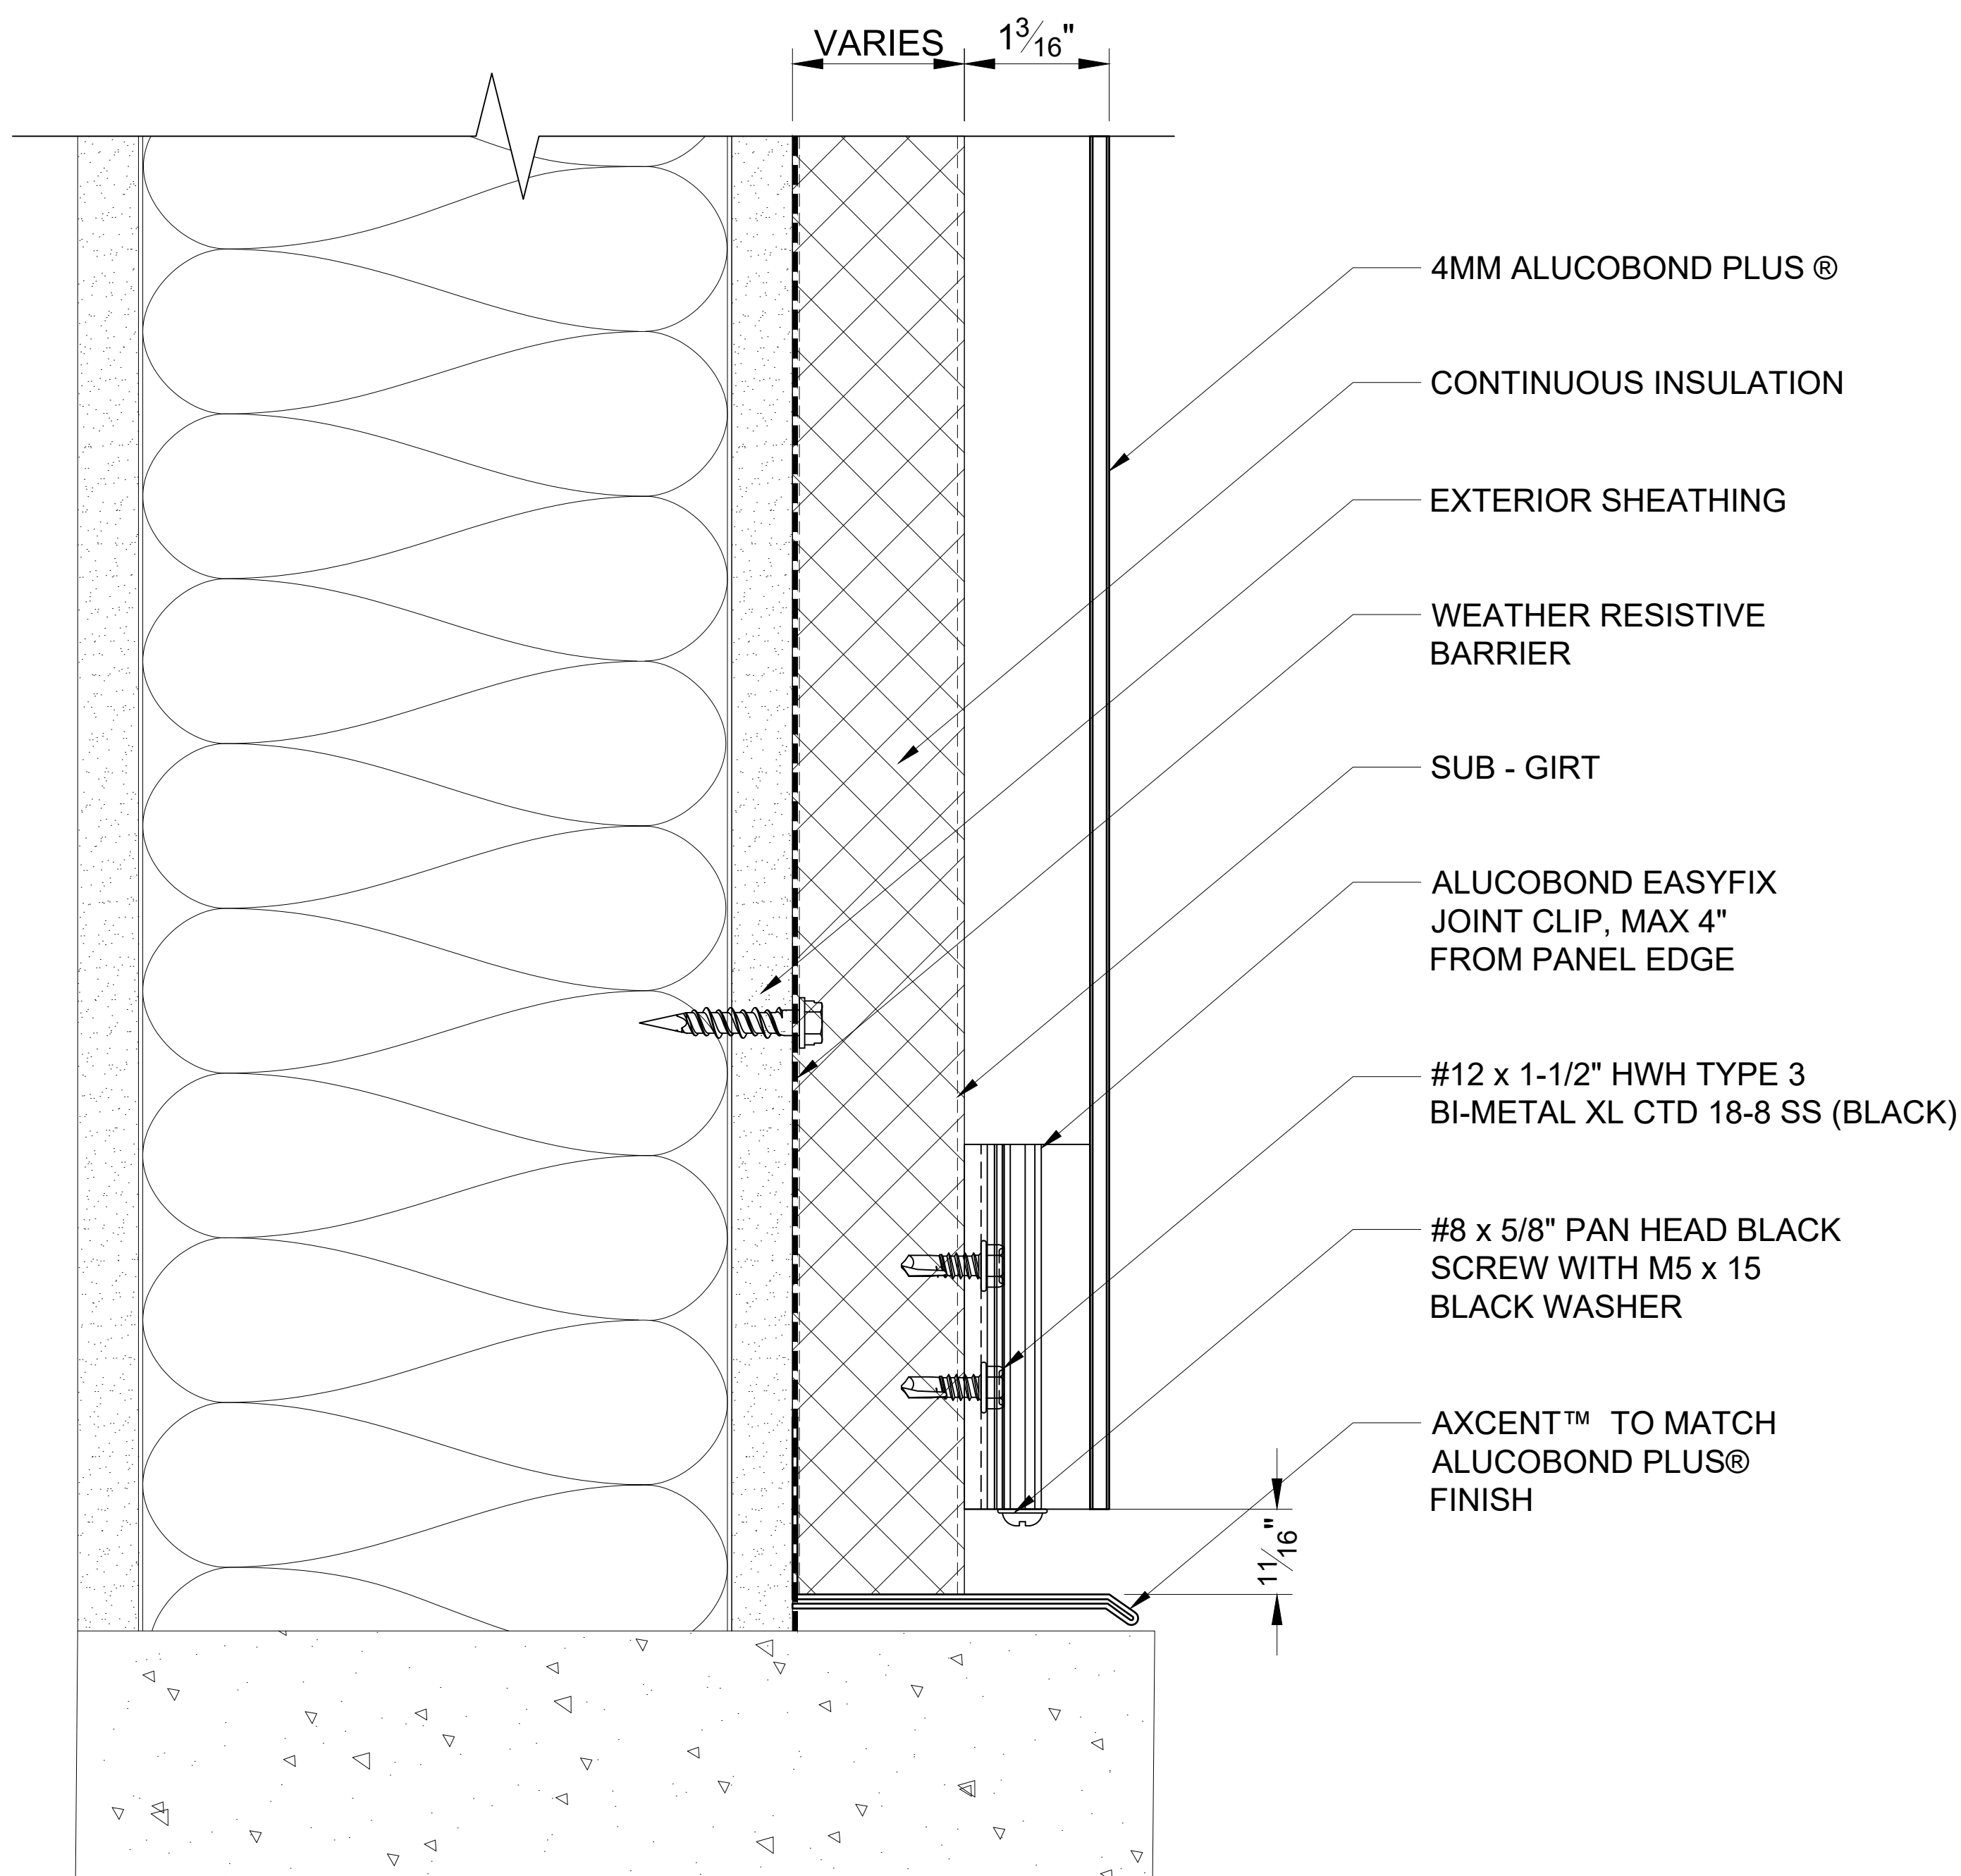 VARIES
1 3/16"
4MM ALUCOBOND PLUS ®
CONTINUOUS INSULATION
EXTERIOR SHEATHING
WEATHER RESISTIVE
BARRIER
SUB - GIRT
ALUCOBOND EASYFIX
JOINT CLIP, MAX 4"
FROM PANEL EDGE
#12 x 1-1/2" HWH TYPE 3
BI-METAL XL CTD 18-8 SS (BLACK)
#8 x 5/8" PAN HEAD BLACK
SCREW WITH M5 x 15
BLACK WASHER
AXCENT™ TO MATCH
ALUCOBOND PLUS®
FINISH
11/16"